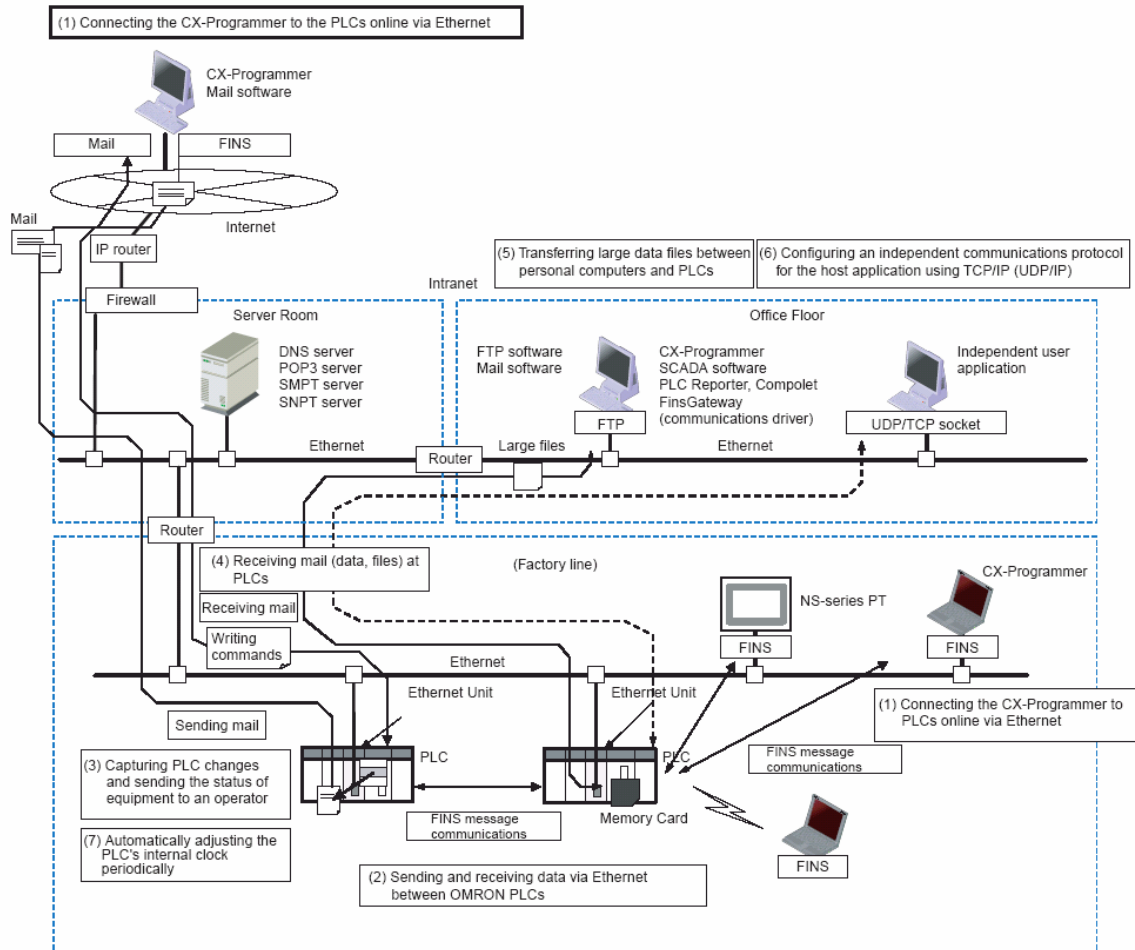 (1) Connecting the CX-Programmer to the PLCs online via Ethernet
CX-Programmer
Mail software
Mail
FINS
Mail
Internet
IP router
Firewall
Intranet
(5) Transferring large data files between
personal computers and PLCs
(6) Configuring an independent communications protocol
for the host application using TCP/IP (UDP/IP)
Server Room
DNS server
POP3 server
SMPT server
SNPT server
Ethernet
Router
Office Floor
FTP software
Mail software
CX-Programmer
SCADA software
PLC Reporter, Compolet
FinsGateway
(communications driver)
FTP
Independent user
application
UDP/TCP socket
Large files
Ethernet
Router
(4) Receiving mail (data, files) at
PLCs
(Factory line)
Receiving mail
Writing
commands
Ethernet
NS-series PT
FINS
CX-Programmer
FINS
Ethernet Unit
Ethernet Unit
Sending mail
(1) Connecting the CX-Programmer to
PLCs online via Ethernet
PLC
PLC
(3) Capturing PLC changes
and sending the status of
equipment to an operator
FINS message
communications
FINS message
communications
Memory Card
(7) Automatically adjusting the
PLC's internal clock
periodically
FINS
(2) Sending and receiving data via Ethernet
between OMRON PLCs